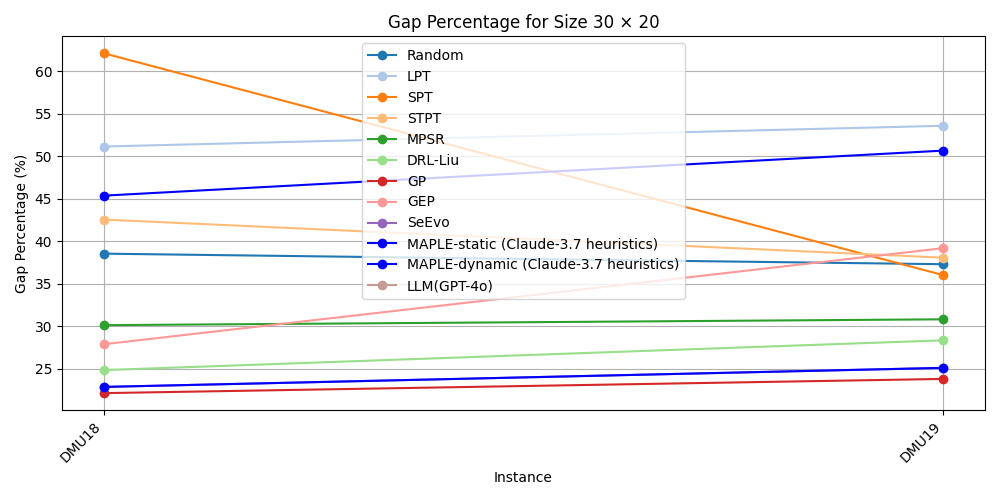 Gap Percentage for Size 30 × 20
Gap Percentage (%)
60
55
50
45
40
35
30
25
Random
LPT
SPT
STPT
MPSR
DRL-Liu
GP
GEP
SeEvo
MAPLE-static (Claude-3.7 heuristics)
MAPLE-dynamic (Claude-3.7 heuristics)
LLM(GPT-4o)
DMU18
DMU19
Instance